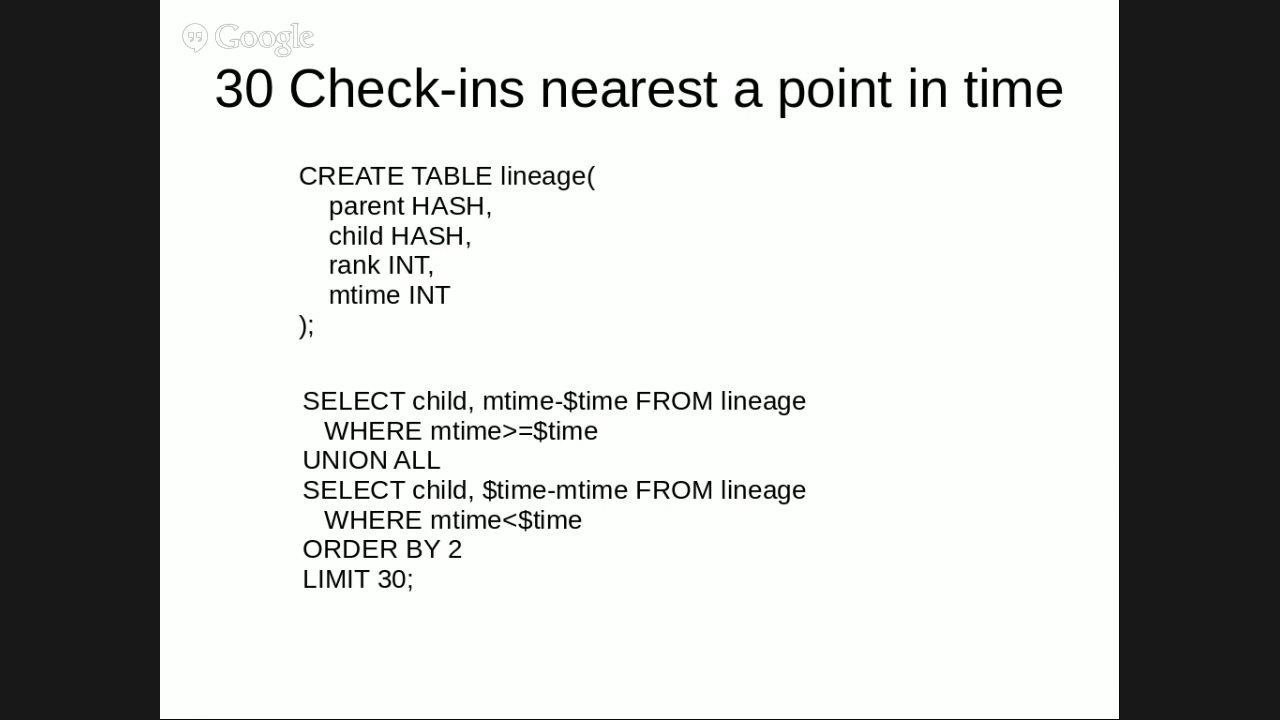 Google
30 Check-ins nearest a point in time
CREATE TABLE lineage(
parent HASH,
child HASH,
rank INT,
mtime INT
);
SELECT child, mtime-$time FROM lineage
WHERE mtime>=$time
UNION ALL
SELECT child, $time-mtime FROM lineage
WHERE mtime<$time
ORDER BY 2
LIMIT 30;